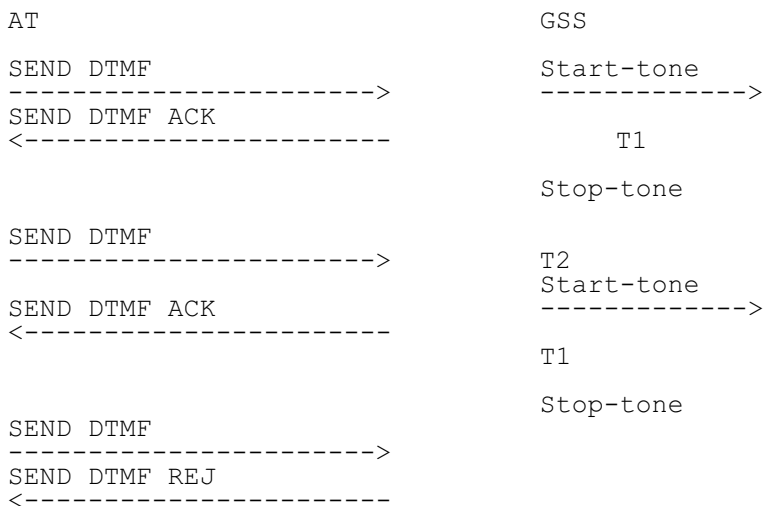 AT GSS
SEND DTMF Start-tone
-----------------------> ------------->
SEND DTMF ACK
<----------------------- T1
Stop-tone
SEND DTMF
-----------------------> T2
Start-tone
SEND DTMF ACK ------------->
<-----------------------
T1
Stop-tone
SEND DTMF
----------------------->
SEND DTMF REJ
<-----------------------